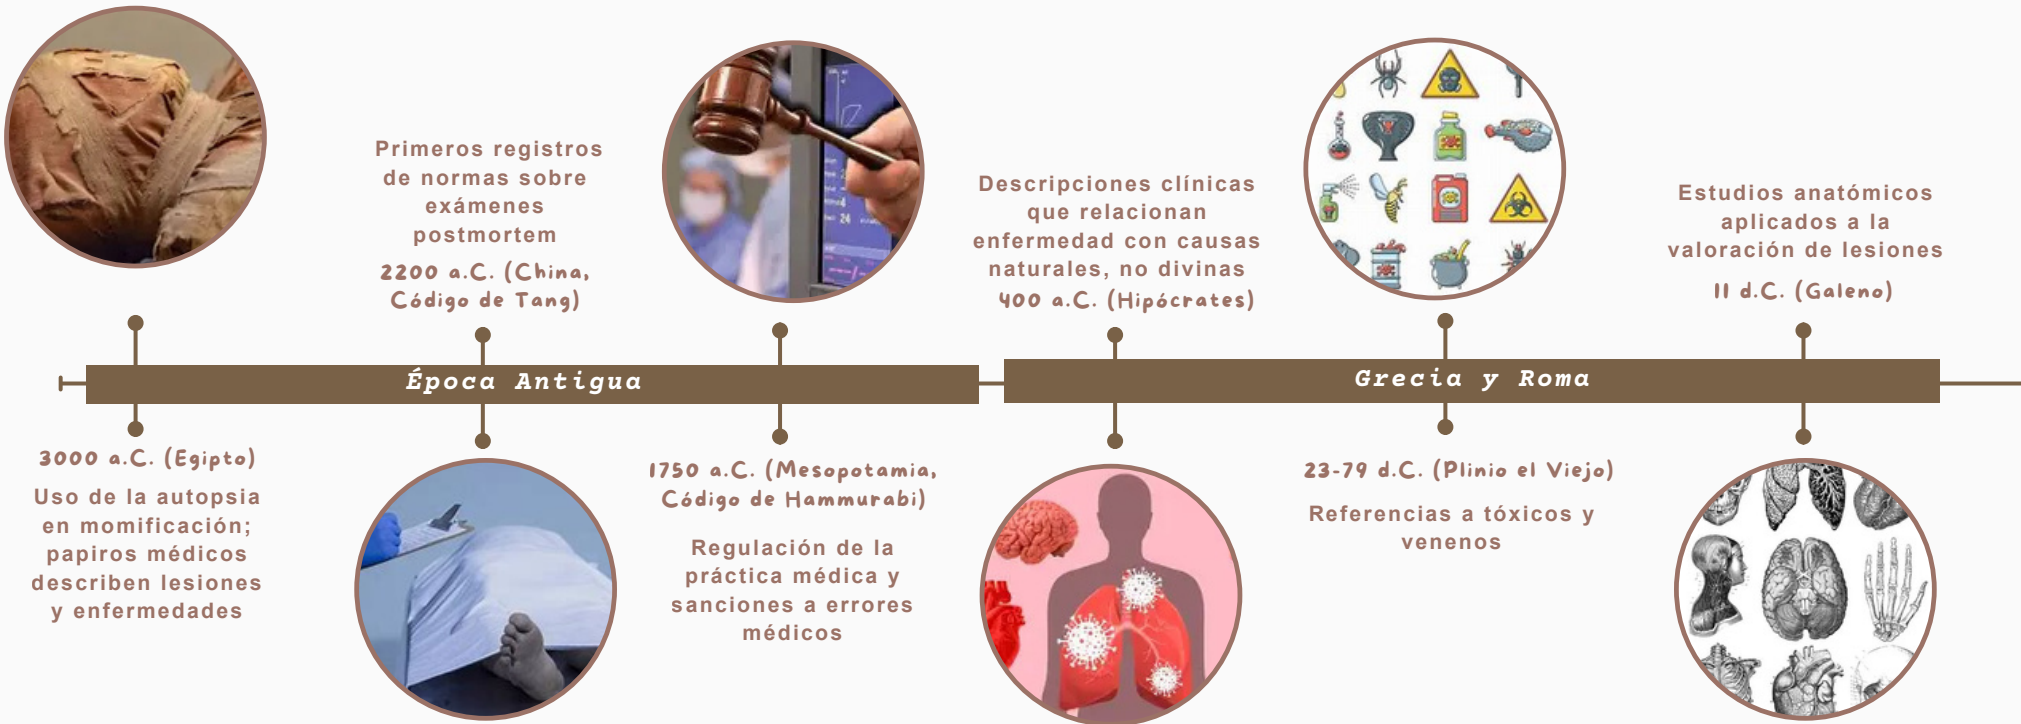 Época Antigua
3000 a.C. (Egipto)
Uso de la autopsia
en momificación;
papiros médicos
describen lesiones
y enfermedades
Primeros registros
de normas sobre
exámenes
postmortem
2200 a.C. (China,
Código de Tang)
1750 a.C. (Mesopotamia,
Código de Hammurabi)
Regulación de la
práctica médica y
sanciones a errores
médicos
Grecia y Roma
Descripciones clínicas
que relacionan
enfermedad con causas
naturales, no divinas
400 a.C. (Hipócrates)
23-79 d.C. (Plinio el Viejo)
Referencias a tóxicos y
venenos
Estudios anatómicos
aplicados a la
valoración de lesiones
II d.C. (Galeno)